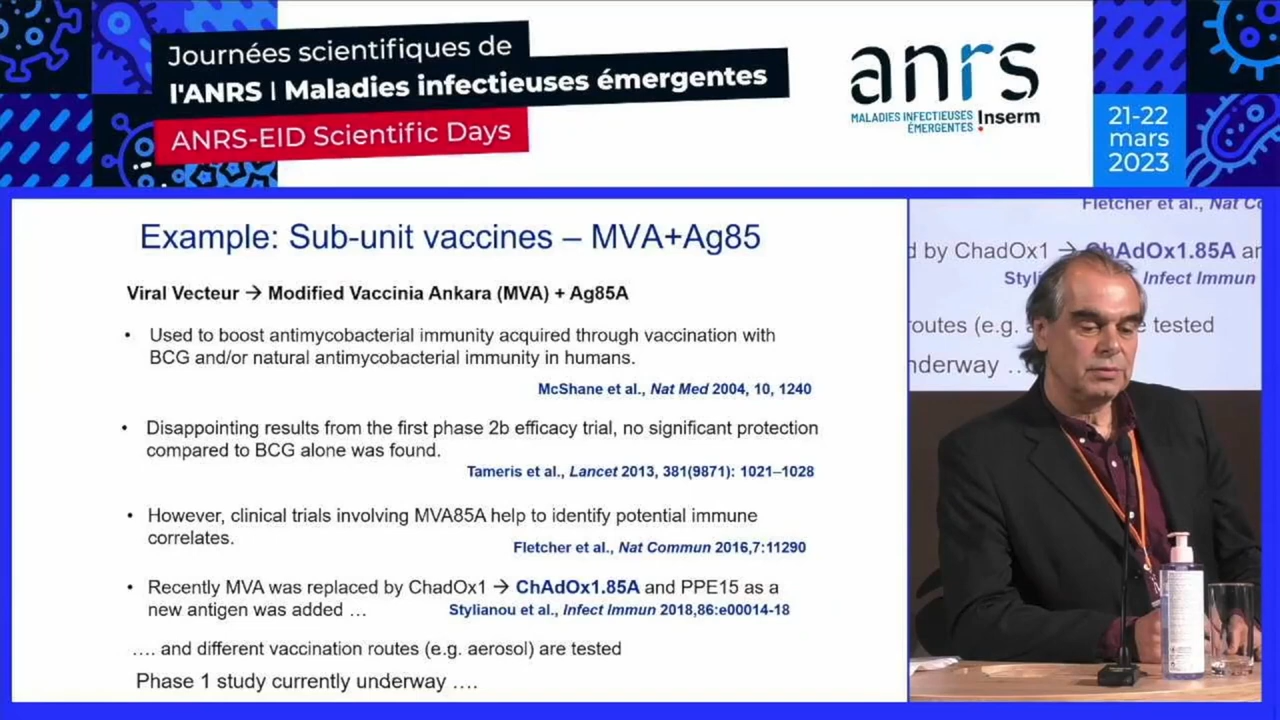 Journées scientifiques de
l'ANRS | Maladies infectieuses émergentes
ANRS-EID Scientific Days
anrs
MALADIES INFECTIEUSES
ÉMERGENTES
Inserm
21-22
mars
2023
Example: Sub-unit vaccines – MVA+Ag85
Viral Vecteur → Modified Vaccinia Ankara (MVA) + Ag85A
• Used to boost antimycobacterial immunity acquired through vaccination with
BCG and/or natural antimycobacterial immunity in humans.
McShane et al., Nat Med 2004, 10, 1240
• Disappointing results from the first phase 2b efficacy trial, no significant protection
compared to BCG alone was found.
Tameris et al., Lancet 2013, 381(9871): 1021–1028
• However, clinical trials involving MVA85A help to identify potential immune
correlates.
Fletcher et al., Nat Commun 2016,7:11290
• Recently MVA was replaced by ChadOx1 → ChAdOx1.85A and PPE15 as a
new antigen was added …
Stylianou et al., Infect Immun 2018,86:e00014-18
…. and different vaccination routes (e.g. aerosol) are tested
Phase 1 study currently underway ….
Fletcher et al., Nat Co
d by ChadOx1 → ChAdOx1.85A an
Styli Infect Immun
routes (e.g. a e tested
nderway …